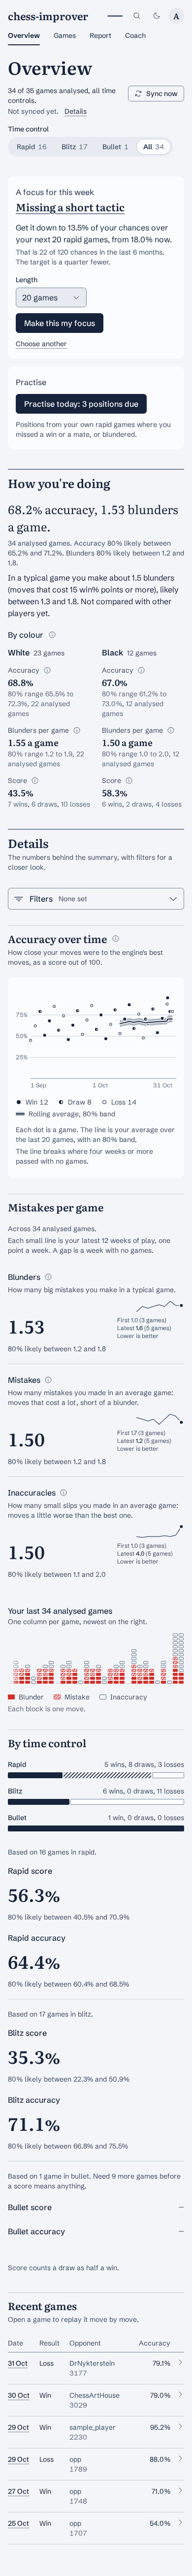 chess-improver
A
Overview Games Report Coach
Overview
34 of 35 games analysed, all time
controls.
Not synced yet. Details
Sync now
Time control
Rapid 16 Blitz 17 Bullet 1 All 34
A focus for this week
Missing a short tactic
Get it down to 13.5% of your chances over
your next 20 rapid games, from 18.0% now.
That is 22 of 120 chances in the last 6 months.
The target is a quarter fewer.
Length
20 games
Make this my focus
Choose another
Practise
Practise today: 3 positions due
Positions from your own rapid games where you
missed a win or a mate, or blundered.
How you're doing
68.2% accuracy, 1.53 blunders
a game.
34 analysed games. Accuracy 80% likely between
65.2% and 71.2%. Blunders 80% likely between 1.2 and
1.8.
In a typical game you make about 1.5 blunders
(moves that cost 15 win% points or more), likely
between 1.3 and 1.8. Not compared with other
players yet.
By colour
White 23 games
Accuracy
68.8%
80% range 65.5% to
72.3%, 22 analysed
games
Blunders per game
1.55 a game
80% range 1.2 to 1.9, 22
analysed games
Score
43.5%
7 wins, 6 draws, 10 losses
Black 12 games
Accuracy
67.0%
80% range 61.2% to
73.0%, 12 analysed
games
Blunders per game
1.50 a game
80% range 1.0 to 2.0, 12
analysed games
Score
58.3%
6 wins, 2 draws, 4 losses
Details
The numbers behind the summary, with filters for a
closer look.
Filters None set
Accuracy over time
How close your moves were to the engine's best
moves, as a score out of 100.
75%
50%
25%
1 Sep 1 Oct 31 Oct
Win 12 Draw 8 Loss 14
Rolling average, 80% band
Each dot is a game. The line is your average over
the last 20 games, with an 80% band.
The line breaks where four weeks or more
passed with no games.
Mistakes per game
Across 34 analysed games.
Each small line is your latest 12 weeks of play, one
point a week. A gap is a week with no games.
Blunders
How many big mistakes you make in a typical game.
1.53
First 1.0 (3 games)
Latest 1.6 (5 games)
Lower is better
80% likely between 1.2 and 1.8
Mistakes
How many mistakes you make in an average game:
moves that cost a lot, short of a blunder.
1.50
First 1.7 (3 games)
Latest 1.2 (5 games)
Lower is better
80% likely between 1.2 and 1.8
Inaccuracies
How many small slips you make in an average game:
moves a little worse than the best one.
1.50
First 1.0 (3 games)
Latest 4.0 (5 games)
Lower is better
80% likely between 1.1 and 2.0
Your last 34 analysed games
One column per game, newest on the right.
Blunder Mistake Inaccuracy
Each block is one move.
By time control
Rapid 5 wins, 8 draws, 3 losses
Blitz 6 wins, 0 draws, 11 losses
Bullet 1 win, 0 draws, 0 losses
Based on 16 games in rapid.
Rapid score
56.3%
80% likely between 40.5% and 70.9%
Rapid accuracy
64.4%
80% likely between 60.4% and 68.5%
Based on 17 games in blitz.
Blitz score
35.3%
80% likely between 22.3% and 50.9%
Blitz accuracy
71.1%
80% likely between 66.8% and 75.5%
Based on 1 game in bullet. Need 9 more games before
a score means anything.
Bullet score –
Bullet accuracy –
Score counts a draw as half a win.
Recent games
Open a game to replay it move by move.
Date Result Opponent Accuracy
31 Oct Loss DrNykterstein 79.1%
3177
30 Oct Win ChessArtHouse 79.0%
3029
29 Oct Win sample_player 95.2%
2230
29 Oct Loss opp 88.0%
1789
27 Oct Win opp 71.0%
1748
25 Oct Win opp 54.0%
1707